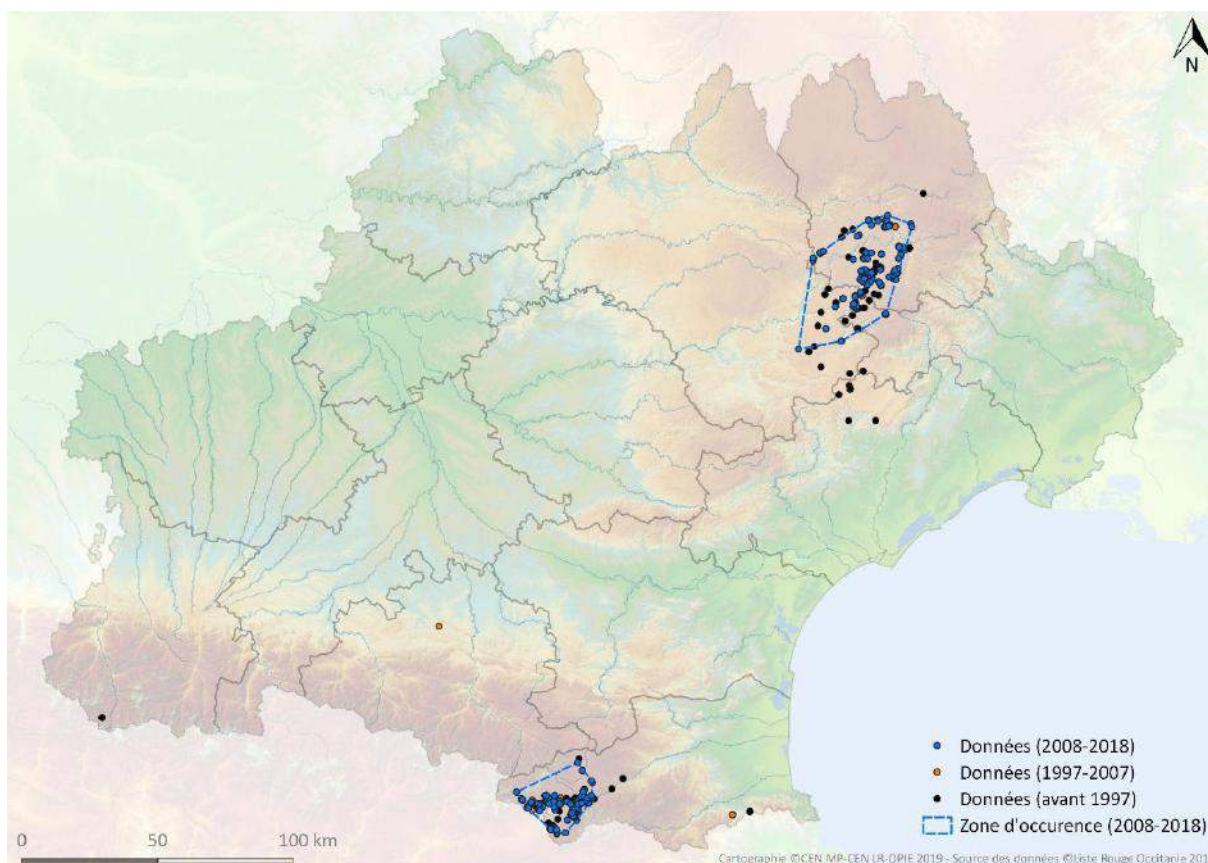 N
Données (2008-2018)
Données (1997-2007)
Données (avant 1997)
Zone d'occurence (2008-2018)
0 50 100 km
Cartographie ©CEN MP-CEN LR-OPIE 2019 - Source des données ©Liste Rouge Occitanie 201